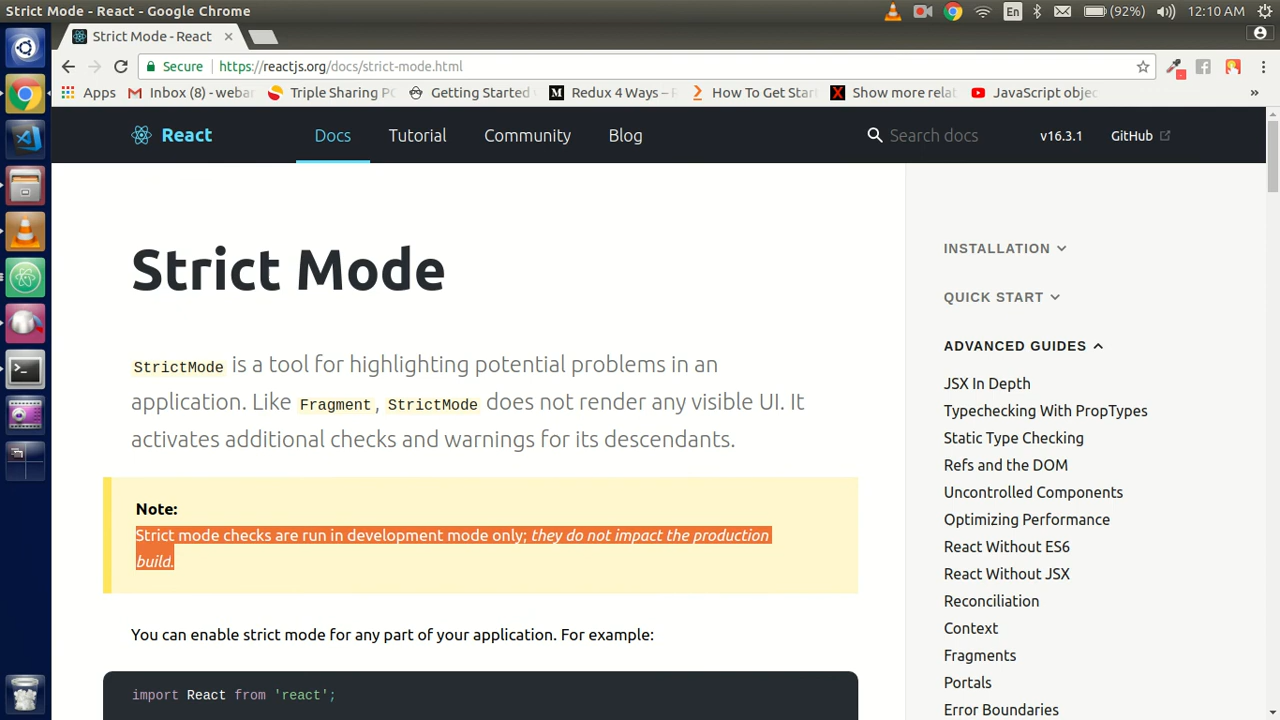 Strict Mode - React - Google Chrome
En
(92%)
12:10 AM
Strict Mode - React
Secure
https://reactjs.org/docs/strict-mode.html
Apps
Inbox (8) - webar
Triple Sharing PC
Getting Started
Redux 4 Ways –
How To Get Start
Show more relat
JavaScript objec
»
React
Docs
Tutorial
Community
Blog
Search docs
v16.3.1
GitHub
Strict Mode
StrictMode is a tool for highlighting potential problems in an
application. Like Fragment, StrictMode does not render any visible UI. It
activates additional checks and warnings for its descendants.
Note:
Strict mode checks are run in development mode only; they do not impact the production
build.
You can enable strict mode for any part of your application. For example:
import React from 'react';
INSTALLATION
QUICK START
ADVANCED GUIDES
JSX In Depth
Typechecking With PropTypes
Static Type Checking
Refs and the DOM
Uncontrolled Components
Optimizing Performance
React Without ES6
React Without JSX
Reconciliation
Context
Fragments
Portals
Error Boundaries